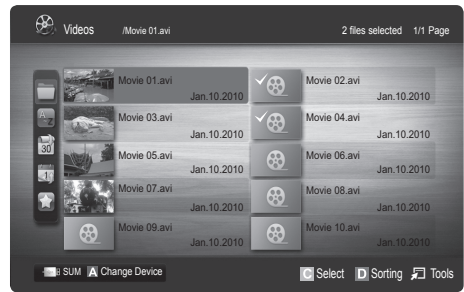 Videos /Movie 01.avi 2 files selected 1/1 Page
Movie 01.avi Movie 02.avi
Jan.10.2010 Jan.10.2010
Movie 03.avi Movie 04.avi
Jan.10.2010 Jan.10.2010
Movie 05.avi Movie 06.avi
Jan.10.2010 Jan.10.2010
Movie 07.avi Movie 08.avi
Jan.10.2010 Jan.10.2010
Movie 09.avi Movie 10.avi
Jan.10.2010 Jan.10.2010
A Z
30
1
SUM A Change Device C Select D Sorting Tools